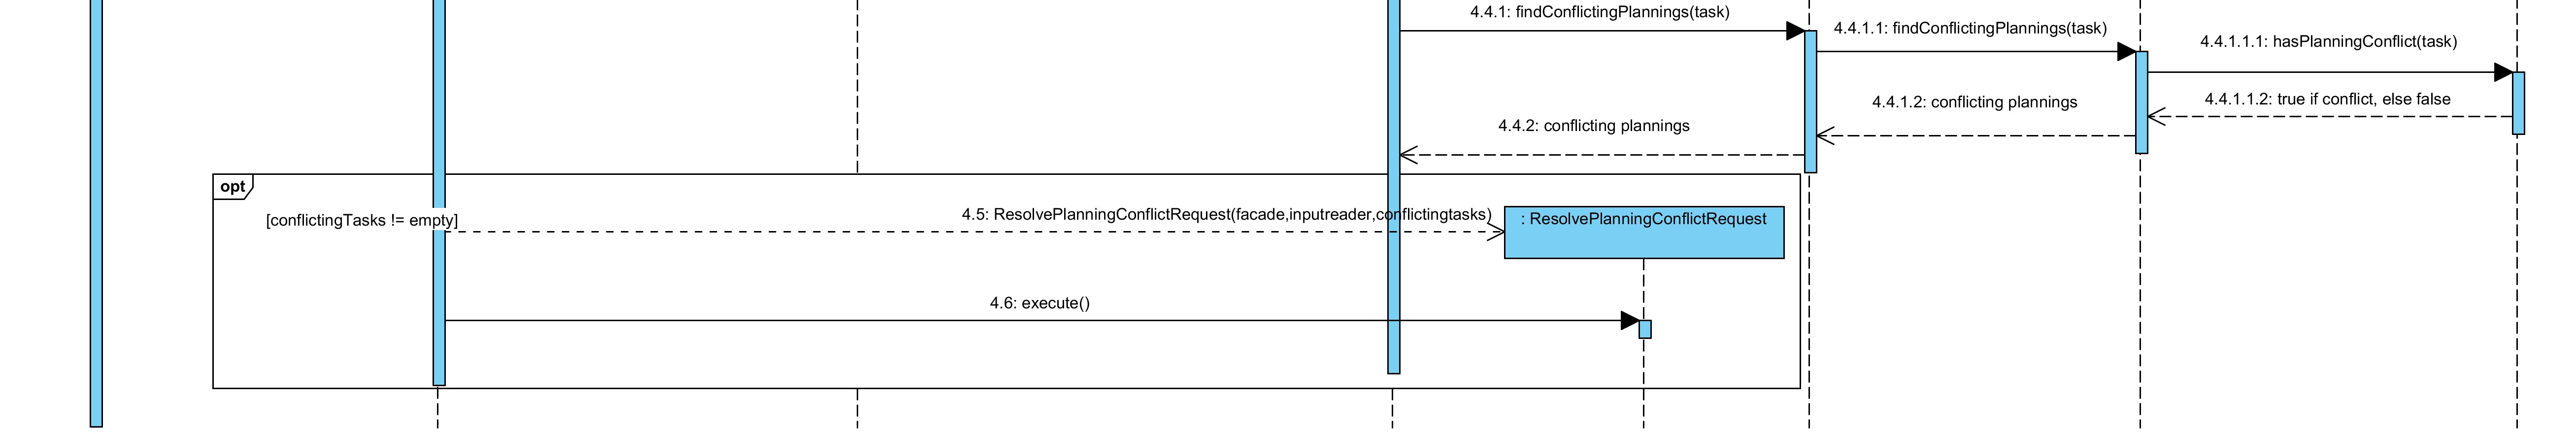 4.4.1: findConflictingPlannings(task)
4.4.1.1: findConflictingPlannings(task)
4.4.1.1.1: hasPlanningConflict(task)
4.4.1.1.2: true if conflict, else false
4.4.1.2: conflicting plannings
4.4.2: conflicting plannings
opt
[conflictingTasks != empty]
4.5: ResolvePlanningConflictRequest(facade,inputreader,conflictingtasks)
: ResolvePlanningConflictRequest
4.6: execute()